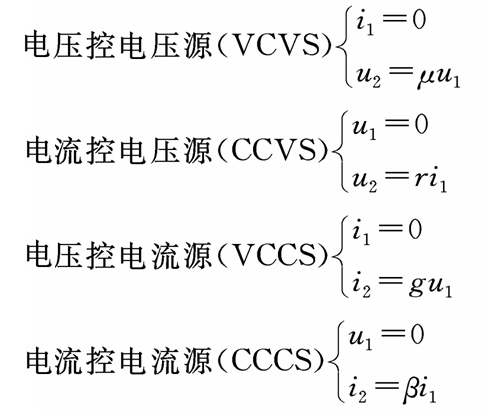 电压控电压源(VCVS){i₁=0
u₂=μu₁
电流控电压源(CCVS){u₁=0
u₂=ri₁
电压控电流源(VCCS){i₁=0
i₂=gu₁
电流控电流源(CCCS){u₁=0
i₂=βi₁